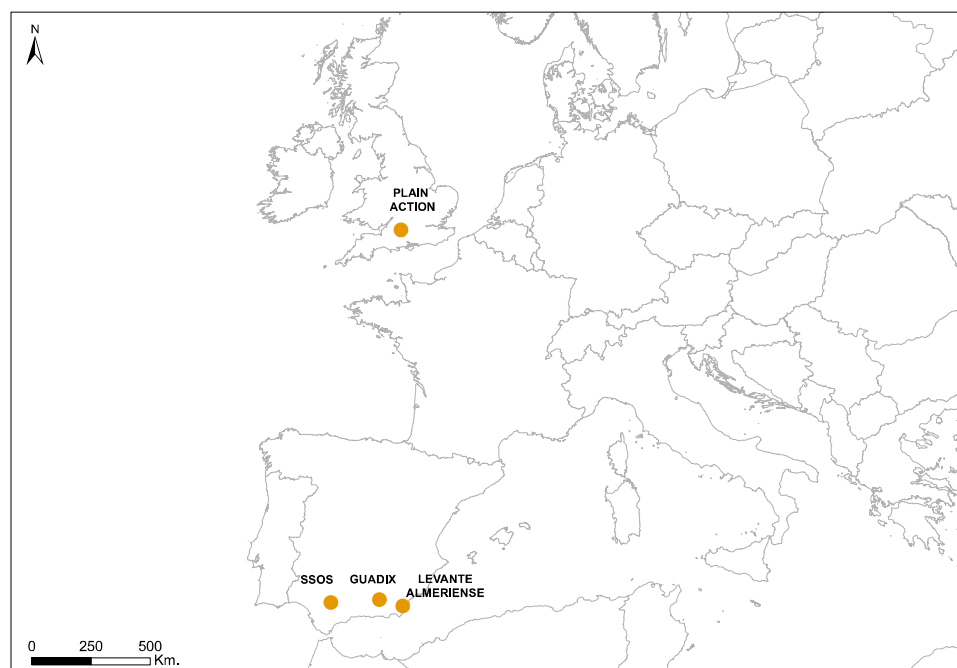 N
PLAIN
ACTION
SSOS
GUADIX
LEVANTE
ALMERIENSE
0 250 500
Km.